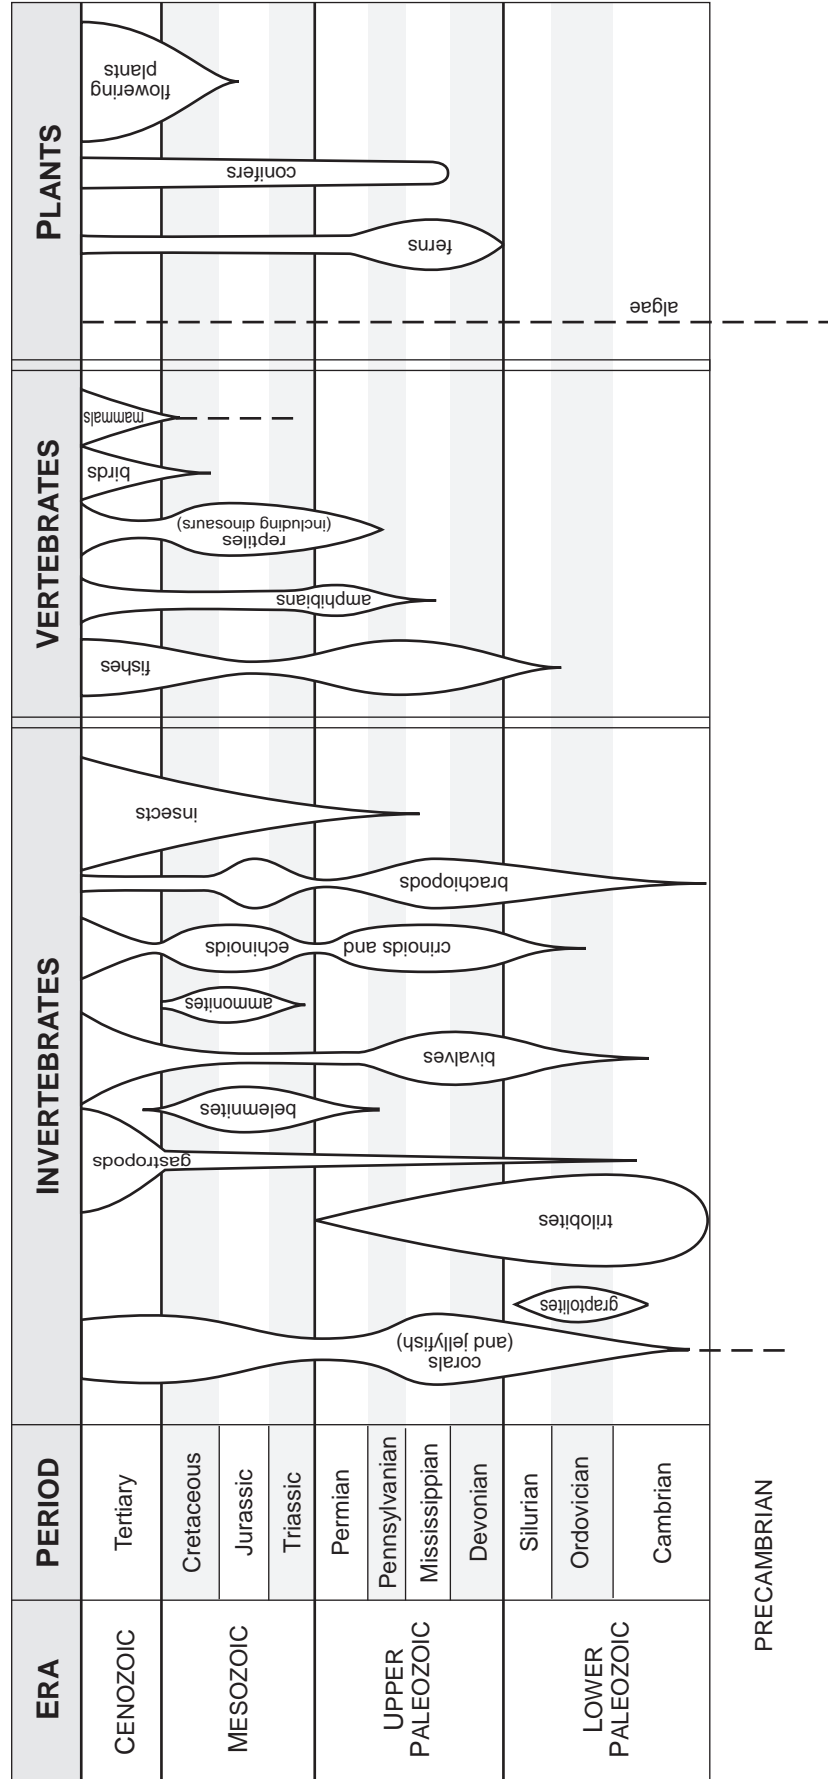 ERA
PERIOD
INVERTEBRATES
VERTEBRATES
PLANTS
CENOZOIC
Tertiary
MESOZOIC
Cretaceous
Jurassic
Triassic
UPPER
PALEOZOIC
Permian
Pennsylvanian
Mississippian
Devonian
LOWER
PALEOZOIC
Silurian
Ordovician
Cambrian
PRECAMBRIAN
corals
(and jellyfish)
graptolites
trilobites
gastropods
belemnites
bivalves
ammonites
crinoids and
echinoids
brachiopods
insects
fishes
amphibians
reptiles
(including dinosaurs)
birds
mammals
algae
ferns
conifers
flowering
plants